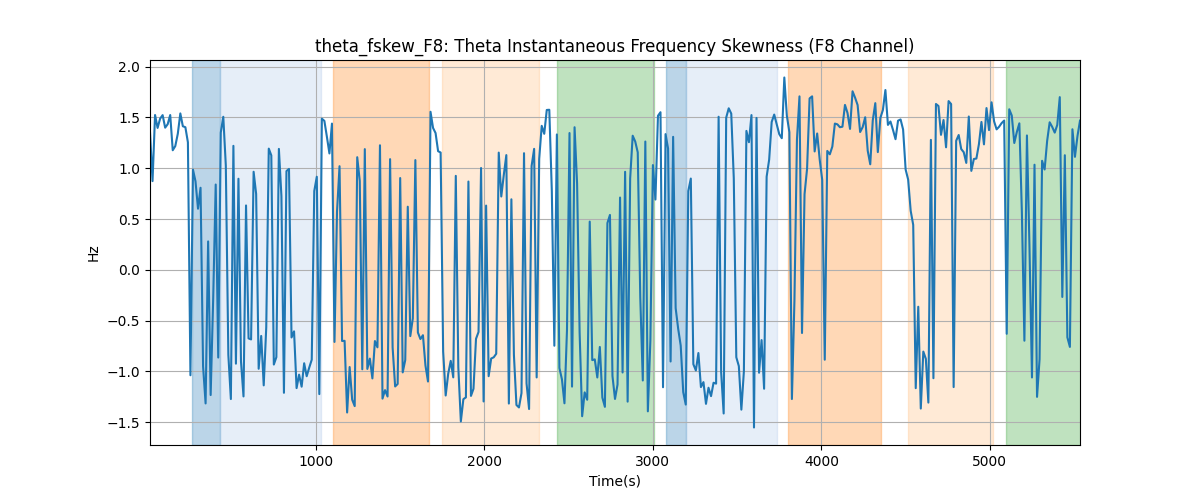 theta_fskew_F8: Theta Instantaneous Frequency Skewness (F8 Channel)
2.0
1.5
1.0
0.5
0.0
−0.5
−1.0
−1.5
Hz
1000 2000 3000 4000 5000
Time(s)